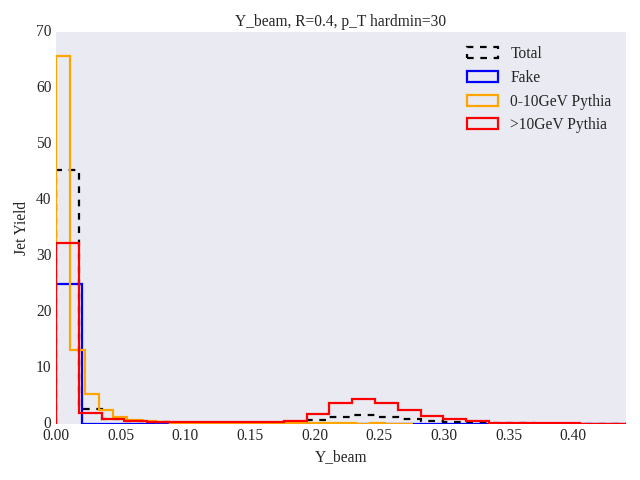 Y_beam, R=0.4, p_T hardmin=30
70
60
50
40
30
20
10
0
Jet Yield
Total
Fake
0-10GeV Pythia
>10GeV Pythia
0.00 0.05 0.10 0.15 0.20 0.25 0.30 0.35 0.40
Y_beam